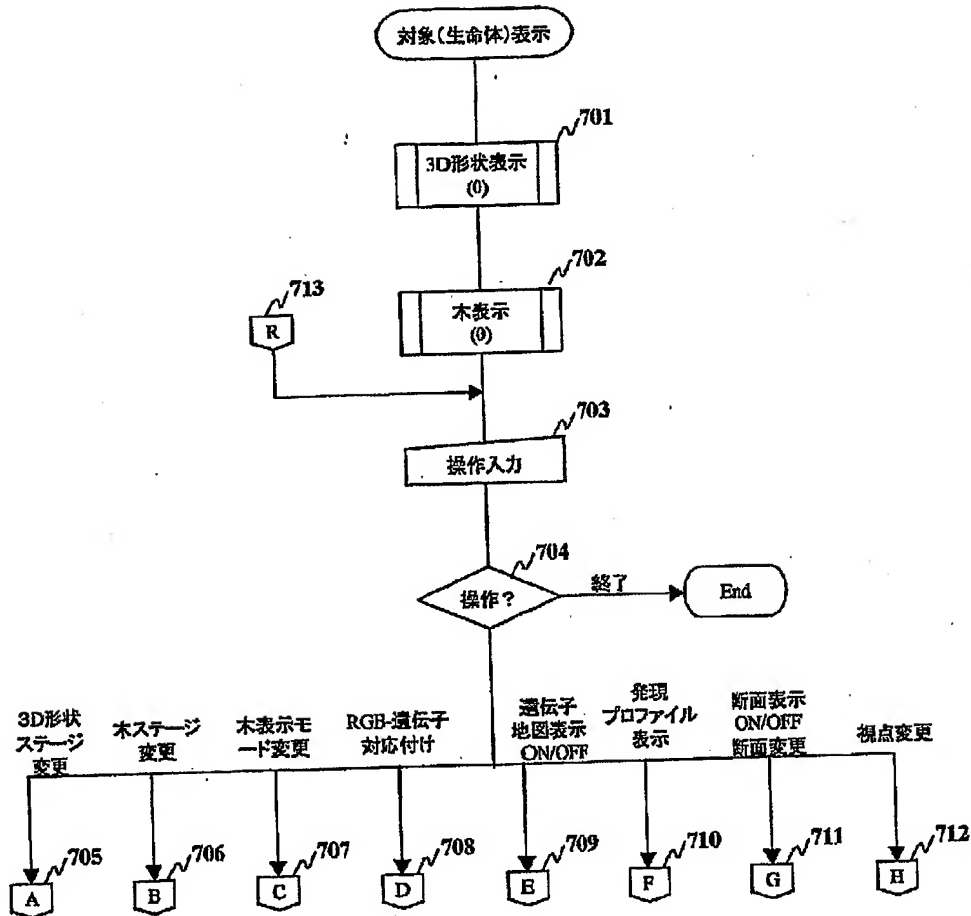 対象(生命体)表示
701
3D形状表示
(0)
702
木表示
(0)
713
R
703
操作入力
704
操作?
終了
End
3D形状
ステージ
変更
木ステージ
変更
木表示モ
ード変更
RGB-遺伝子
対応付け
遺伝子
地図表示
ON/OFF
発現
プロファイル
表示
断面表示
ON/OFF
断面変更
視点変更
705
A
706
B
707
C
708
D
709
E
710
F
711
G
712
H